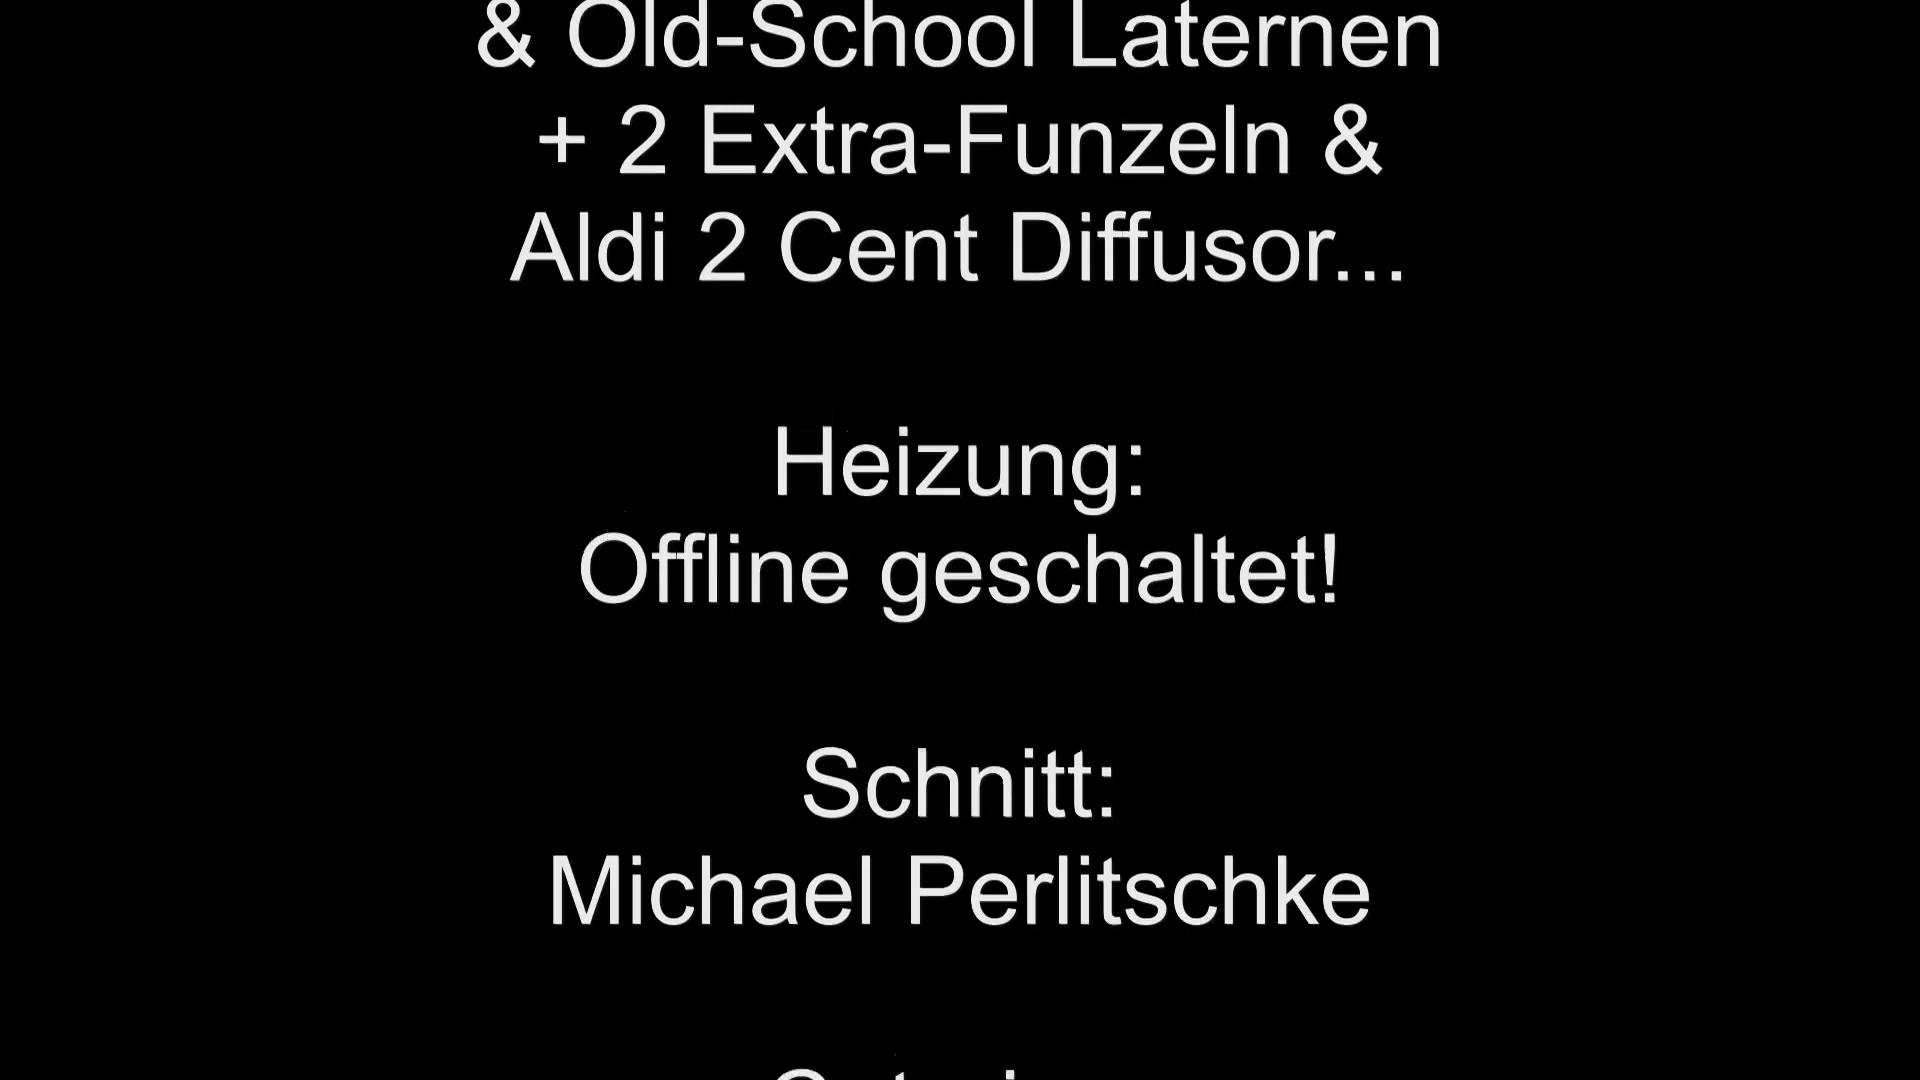 & Old-School Laternen
+ 2 Extra-Funzeln &
Aldi 2 Cent Diffusor...
Heizung:
Offline geschaltet!
Schnitt:
Michael Perlitschke